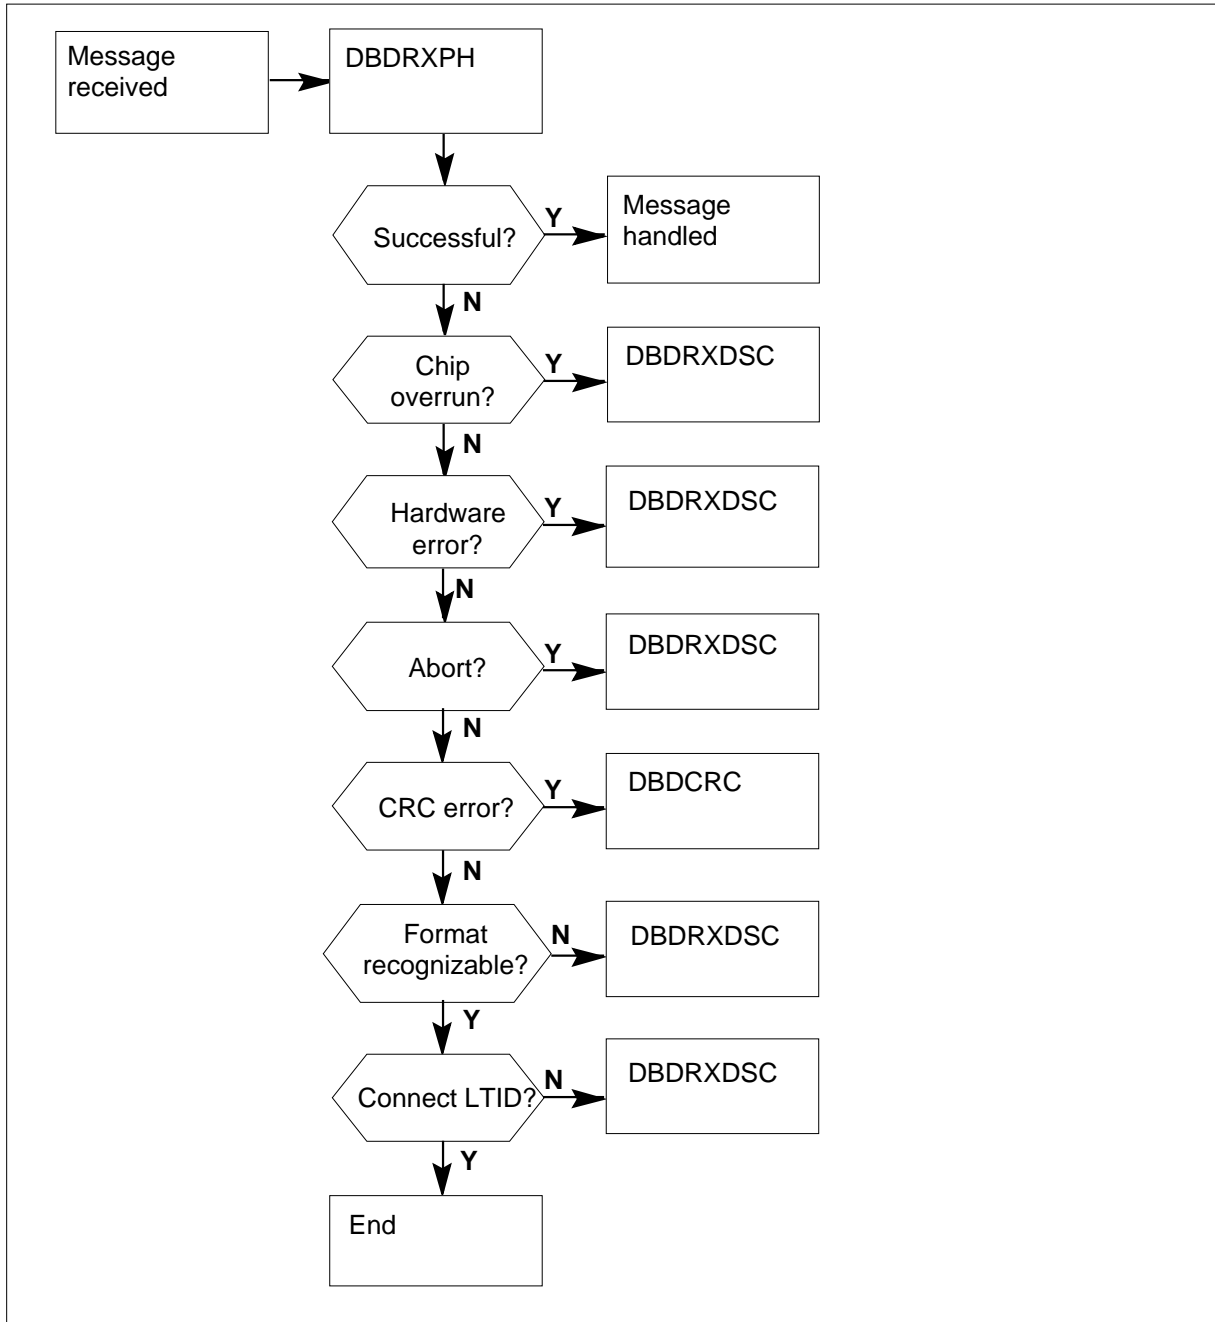 Message
received
DBDRXPH
Successful?
Y
Message
handled
N
Chip
overrun?
Y
DBDRXDSC
N
Hardware
error?
Y
DBDRXDSC
N
Abort?
Y
DBDRXDSC
N
CRC error?
Y
DBDCRC
N
Format
recognizable?
N
DBDRXDSC
Y
Connect LTID?
N
DBDRXDSC
Y
End